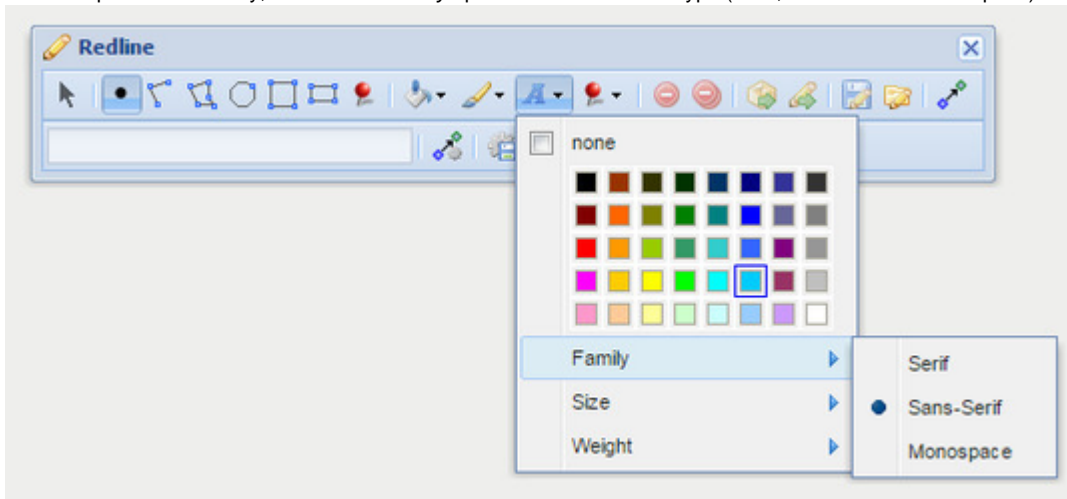 Redline
A
none
Family
Serif
Size
Sans-Serif
Weight
Monospace